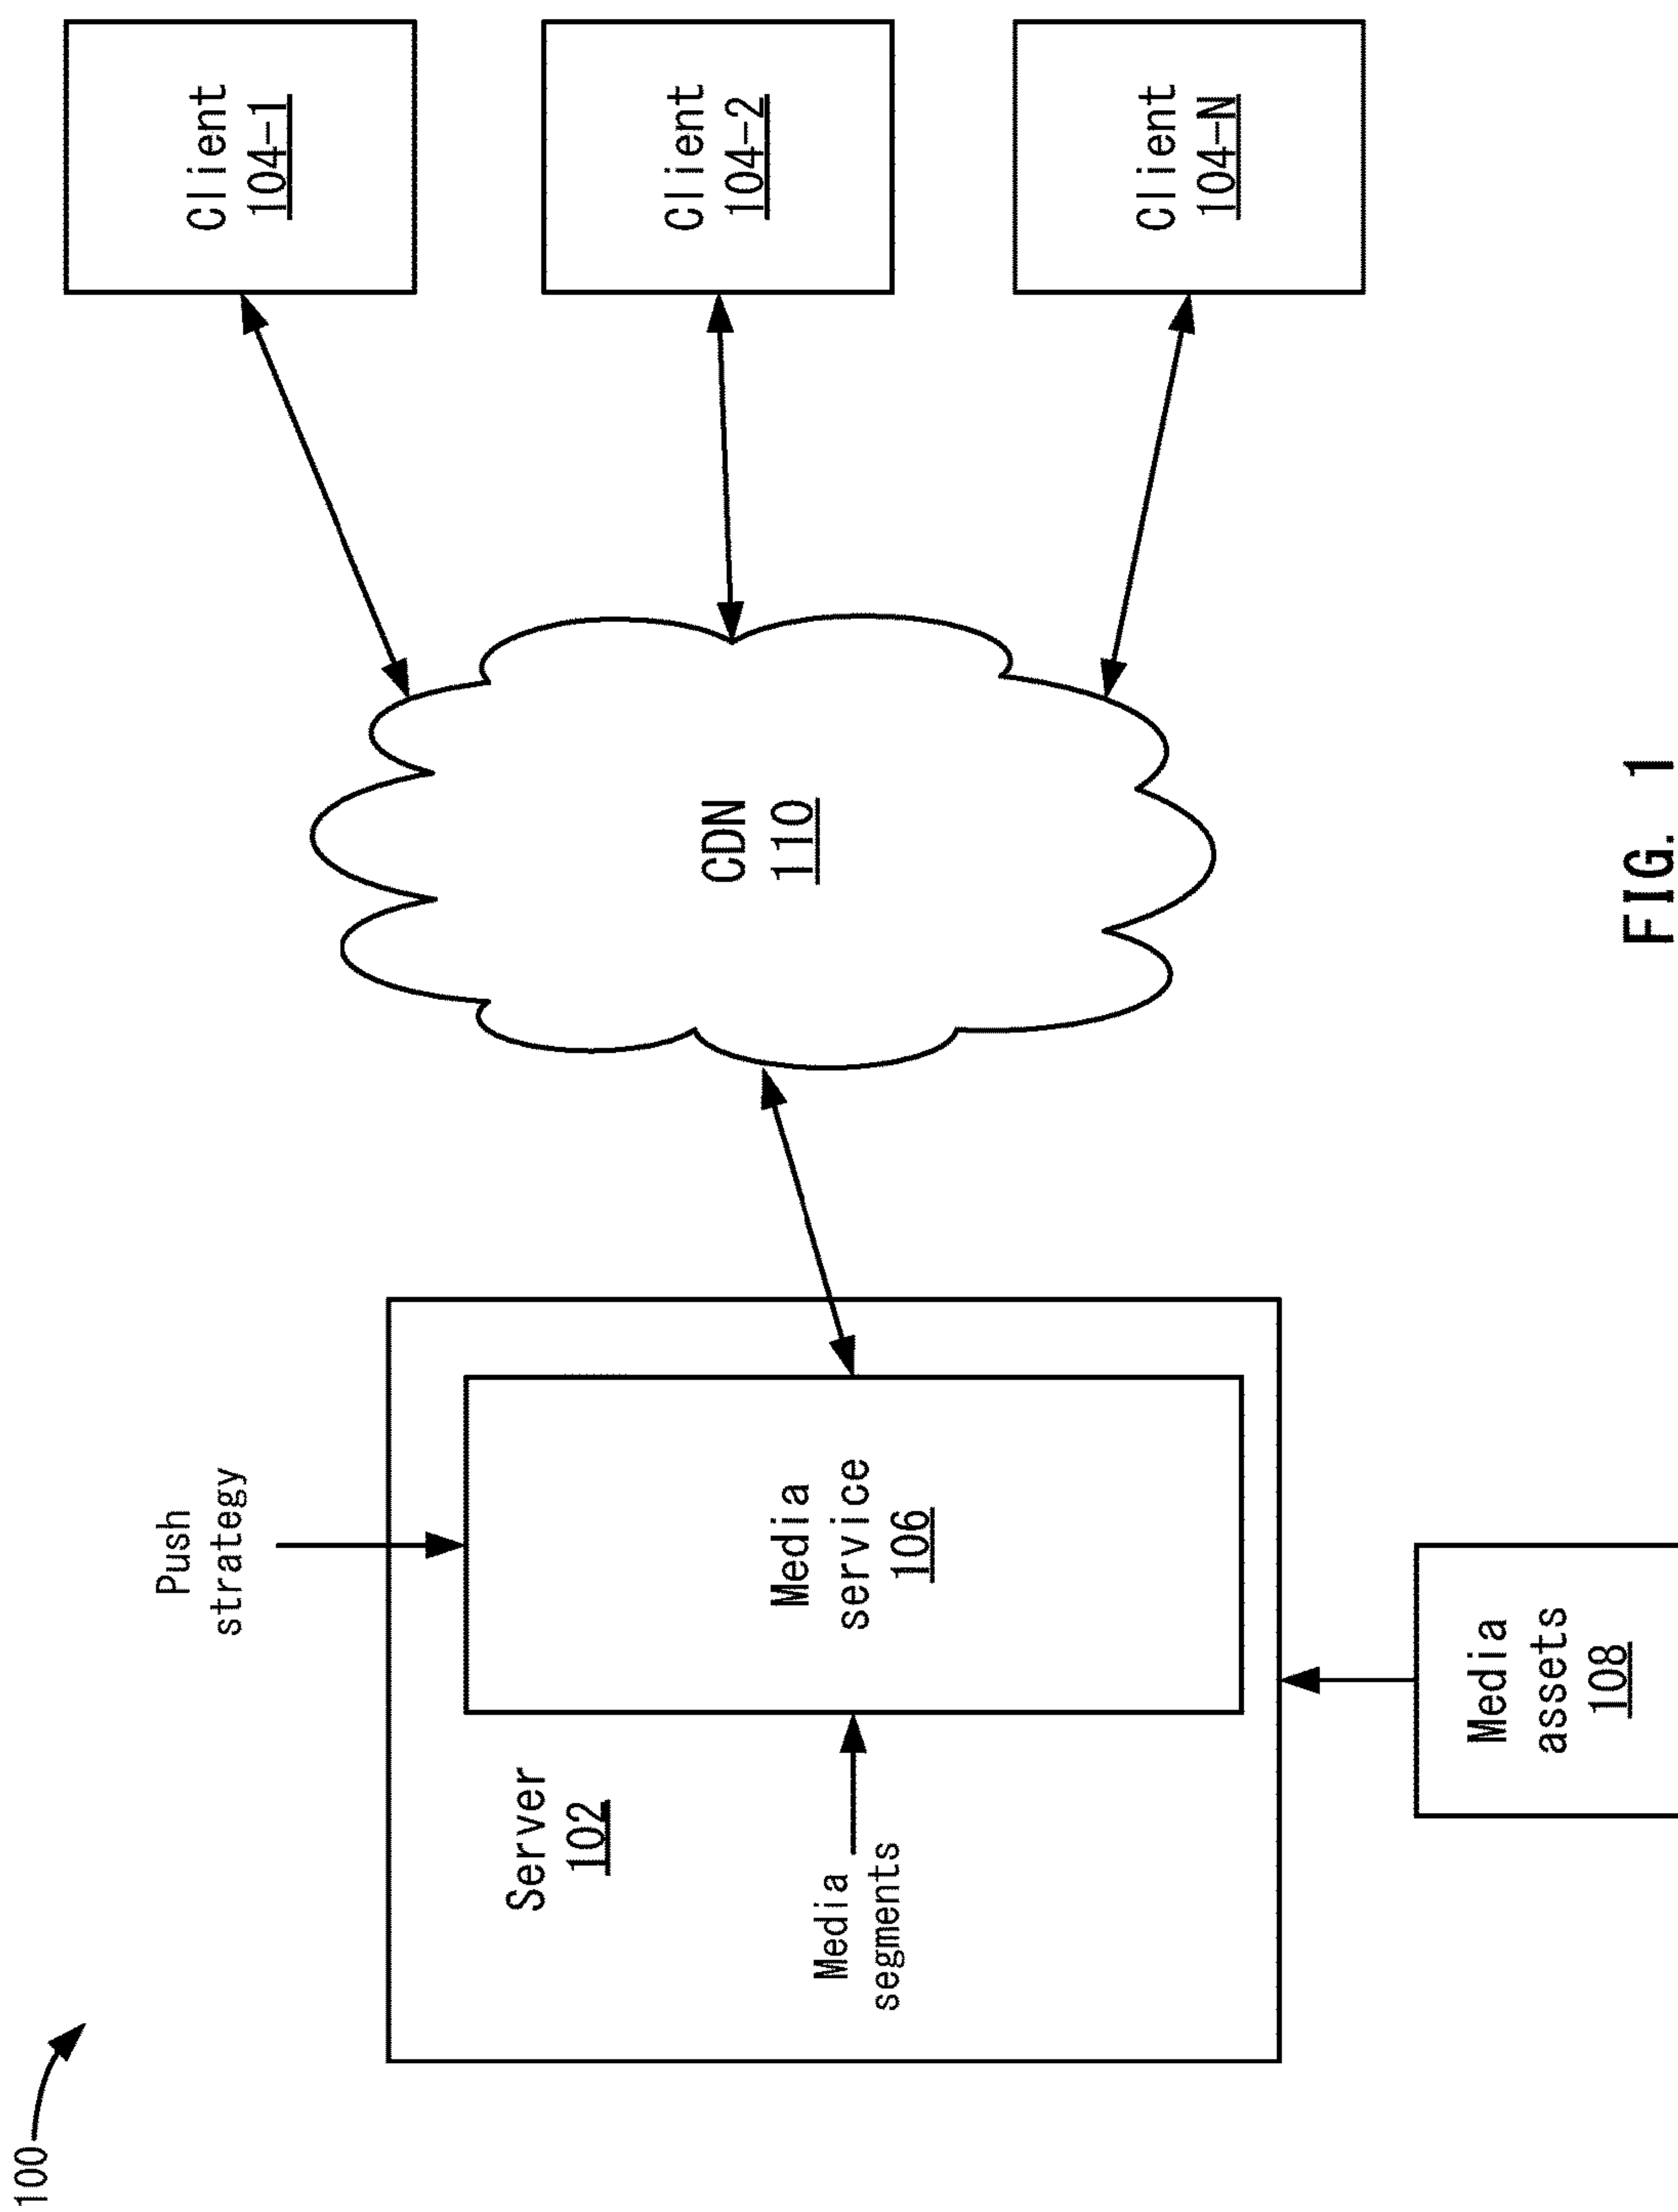 100
Push
strategy
Server
102
Media
segments
Media
service
106
Media
assets
108
CDN
110
Client
104-1
Client
104-2
Client
104-N
FIG. 1